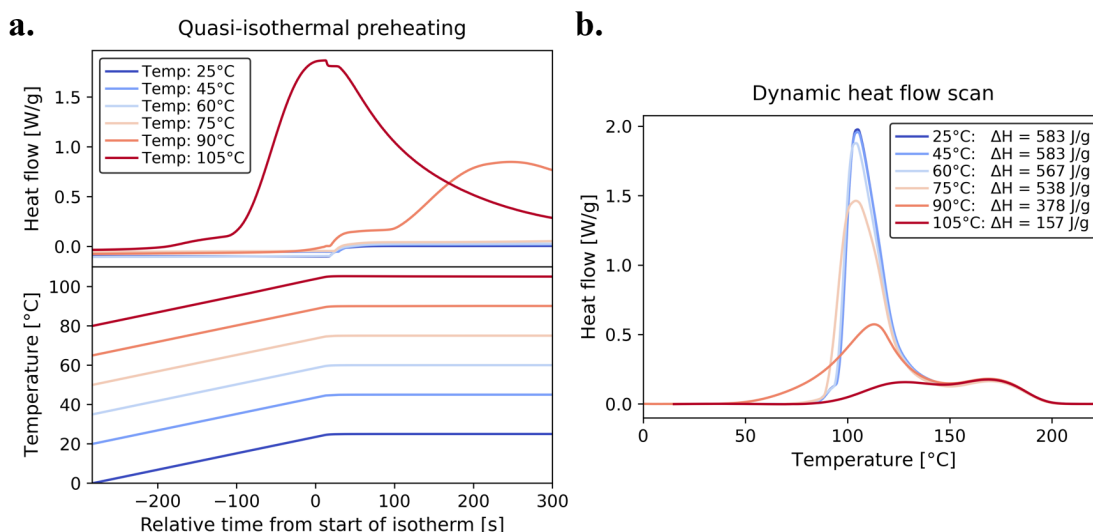 a.
Quasi-isothermal preheating
Heat flow [W/g]
1.5
1.0
0.5
0.0
Temp: 25°C
Temp: 45°C
Temp: 60°C
Temp: 75°C
Temp: 90°C
Temp: 105°C
Temperature [°C]
100
80
60
40
20
0
−200 −100 0 100 200 300
Relative time from start of isotherm [s]
b.
Dynamic heat flow scan
Heat flow [W/g]
2.0
1.5
1.0
0.5
0.0
25°C: ΔH = 583 J/g
45°C: ΔH = 583 J/g
60°C: ΔH = 567 J/g
75°C: ΔH = 538 J/g
90°C: ΔH = 378 J/g
105°C: ΔH = 157 J/g
0 50 100 150 200
Temperature [°C]